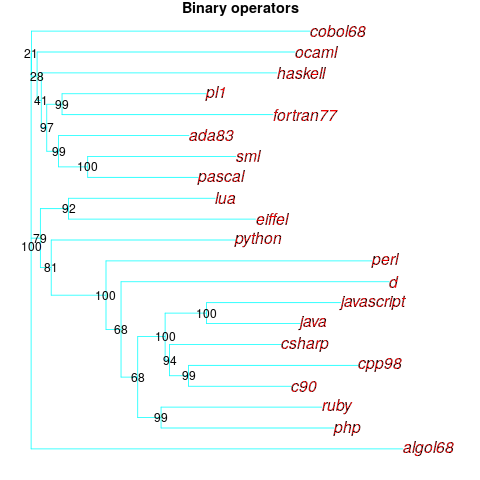 Binary operators
cobol68
21
ocaml
28
haskell
41
pl1
99
fortran77
97
ada83
99
sml
100
pascal
lua
92
eiffel
79
python
100
81
perl
100
d
68
javascript
100
java
100
csharp
94
cpp98
99
68
c90
ruby
99
php
algol68